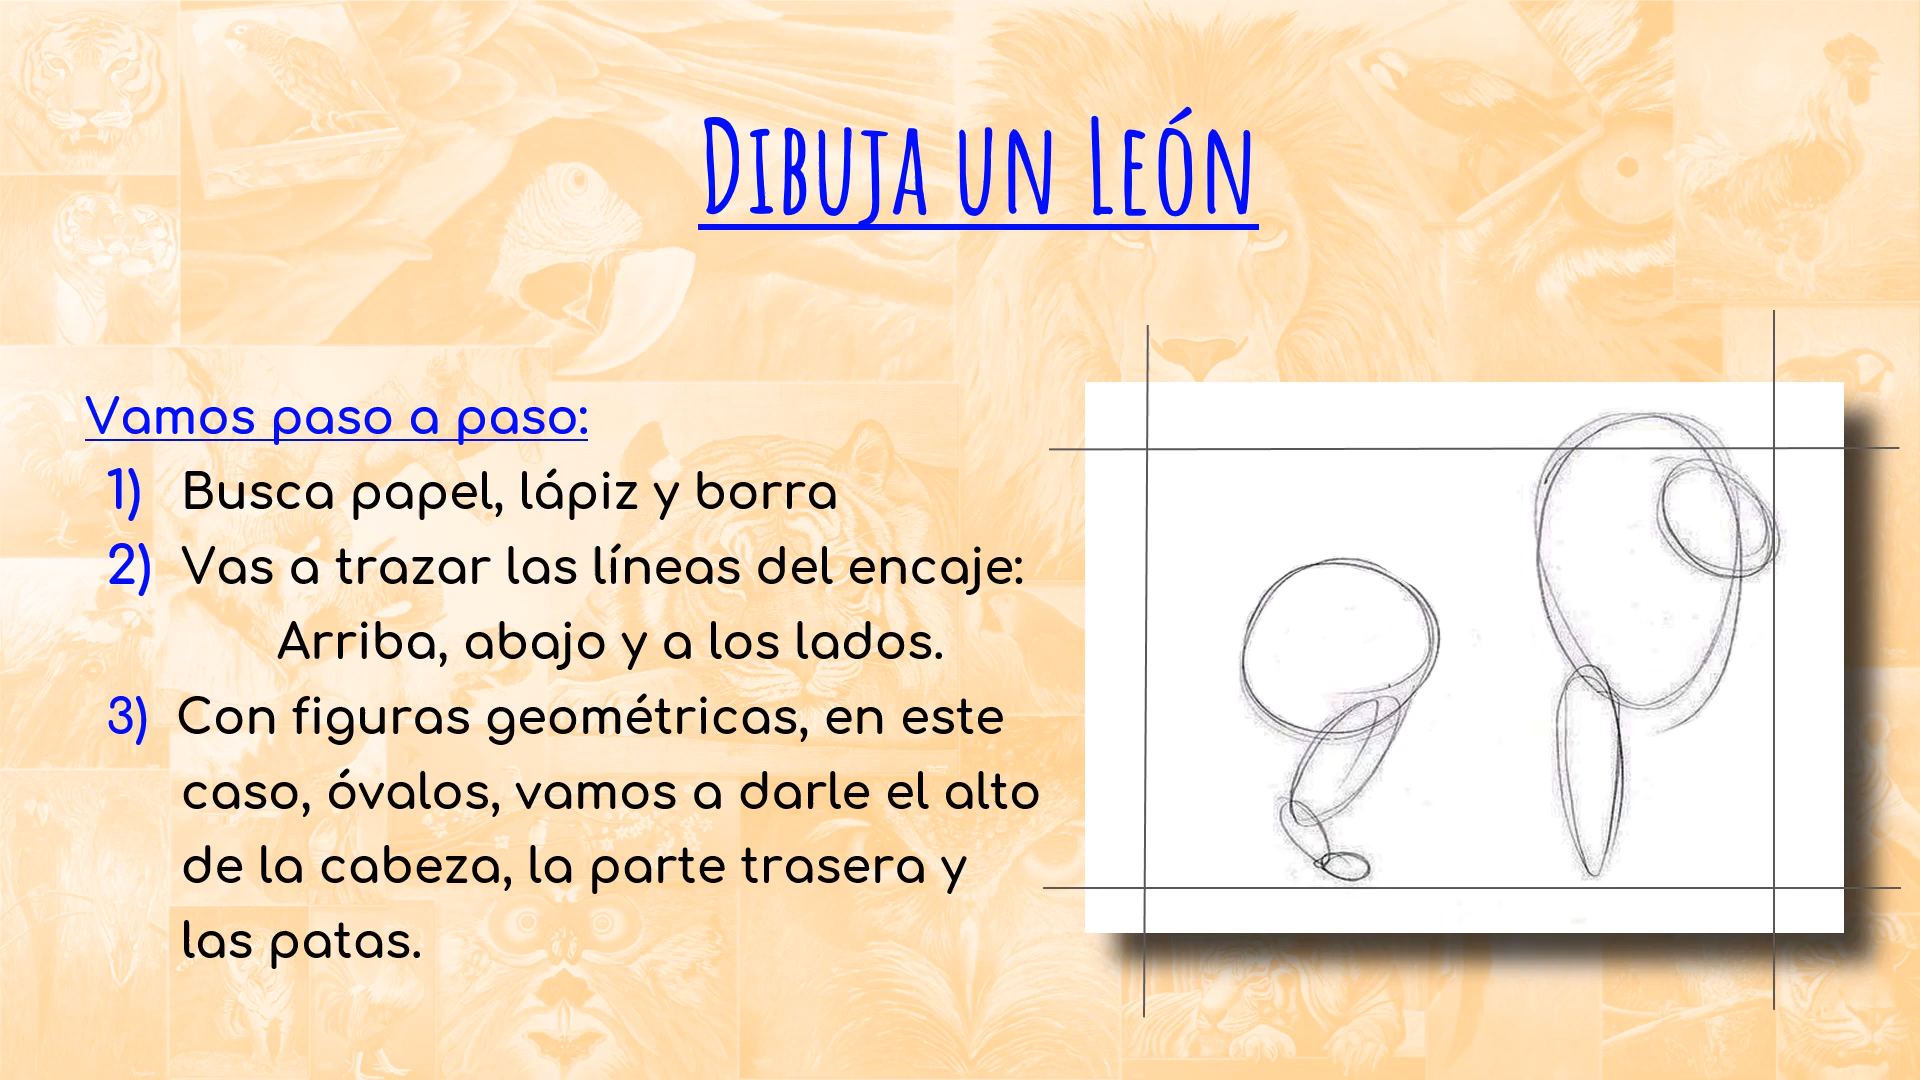 Dibuja un León
Vamos paso a paso:
1) Busca papel, lápiz y borra
2) Vas a trazar las líneas del encaje:
Arriba, abajo y a los lados.
3) Con figuras geométricas, en este
caso, óvalos, vamos a darle el alto
de la cabeza, la parte trasera y
las patas.